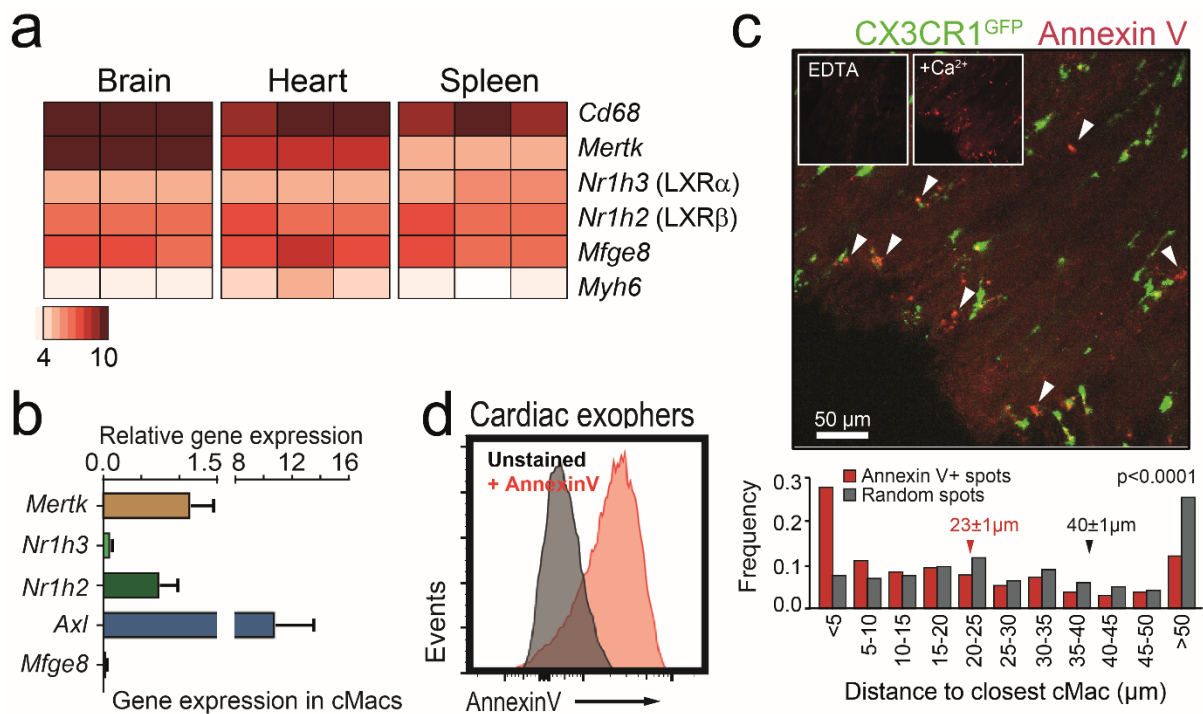 a
Brain Heart Spleen
Cd68
Mertk
Nr1h3 (LXRα)
Nr1h2 (LXRβ)
Mfge8
Myh6
4 10
b
Relative gene expression
0.0 1.5 8 12 16
Mertk
Nr1h3
Nr1h2
Axl
Mfge8
Gene expression in cMacs
c
CX3CR1GFP Annexin V
EDTA
+Ca2+
50 µm
Annexin V+ spots
Random spots
p<0.0001
23±1µm
40±1µm
Frequency
0.3
0.2
0.1
0.0
<5
5-10
10-15
15-20
20-25
25-30
30-35
35-40
40-45
45-50
>50
Distance to closest cMac (µm)
d
Cardiac exophers
Unstained
+ AnnexinV
Events
AnnexinV